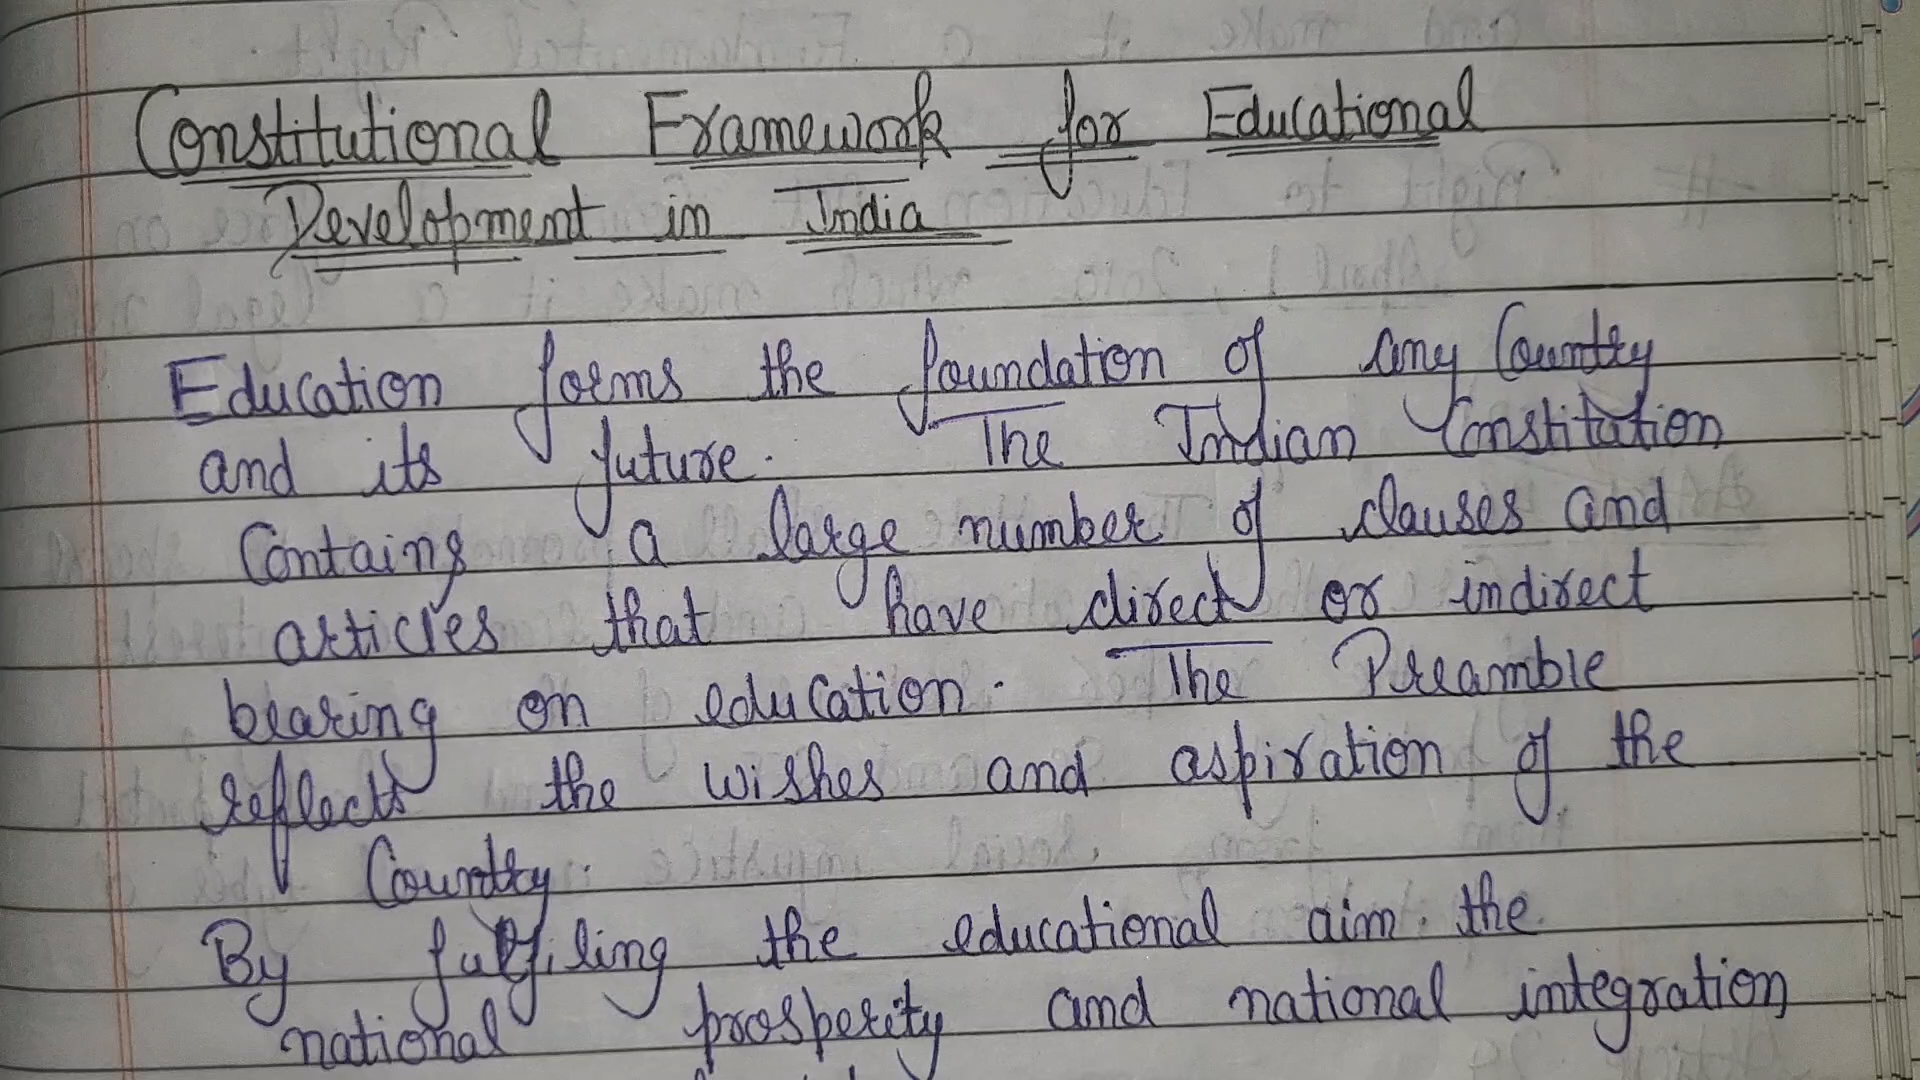 Constitutional Framework for Educational
Development in India
Education forms the foundation of any Country
and its future. The Indian Constitution
Contains a large number of clauses and
articles that have direct or indirect
bearing on education. The Preamble
reflects the wishes and aspiration of the
Country.
By fulfiling the educational aim the
national prosperity and national integration